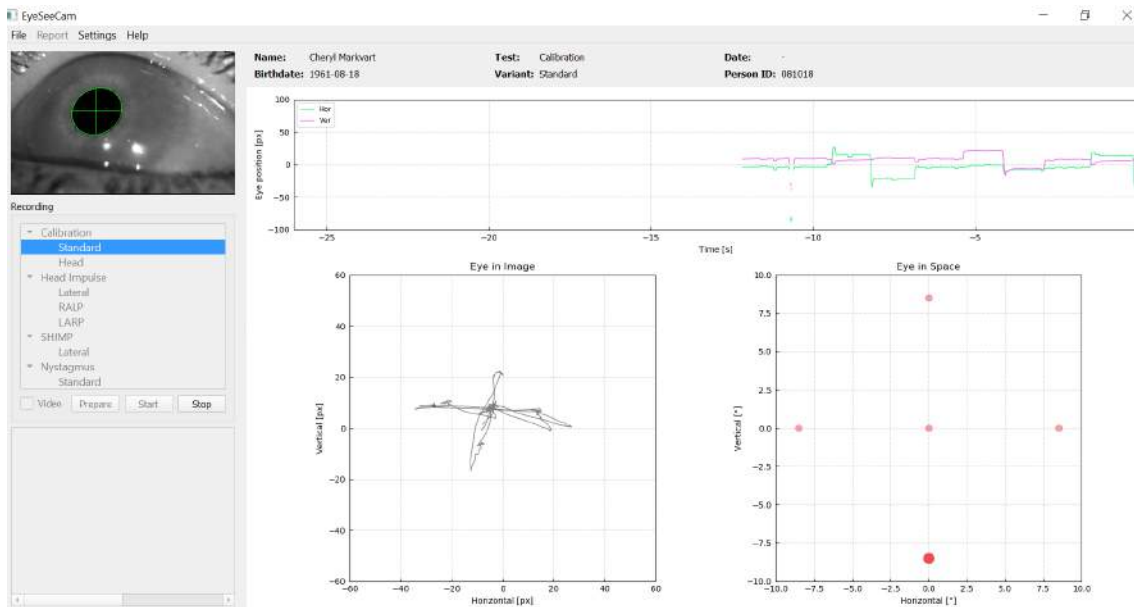 EyeSeeCam
File Report Settings Help
Name: Cheryl Markvart Test: Calibration Date: -
Birthdate: 1961-08-18 Variant: Standard Person ID: 081018
Hor
Ver
Eye position [px]
100
50
0
−50
−100
−25 −20 −15 −10 −5
Time [s]
Recording
Calibration
Standard
Head
Head Impulse
Lateral
RALP
LARP
SHIMP
Lateral
Nystagmus
Standard
Video Prepare Start Stop
Eye in Image
Vertical [px]
60
40
20
0
−20
−40
−60
−60 −40 −20 0 20 40 60
Horizontal [px]
Eye in Space
Vertical [°]
10.0
7.5
5.0
2.5
0.0
−2.5
−5.0
−7.5
−10.0
−10.0 −7.5 −5.0 −2.5 0.0 2.5 5.0 7.5 10.0
Horizontal [°]